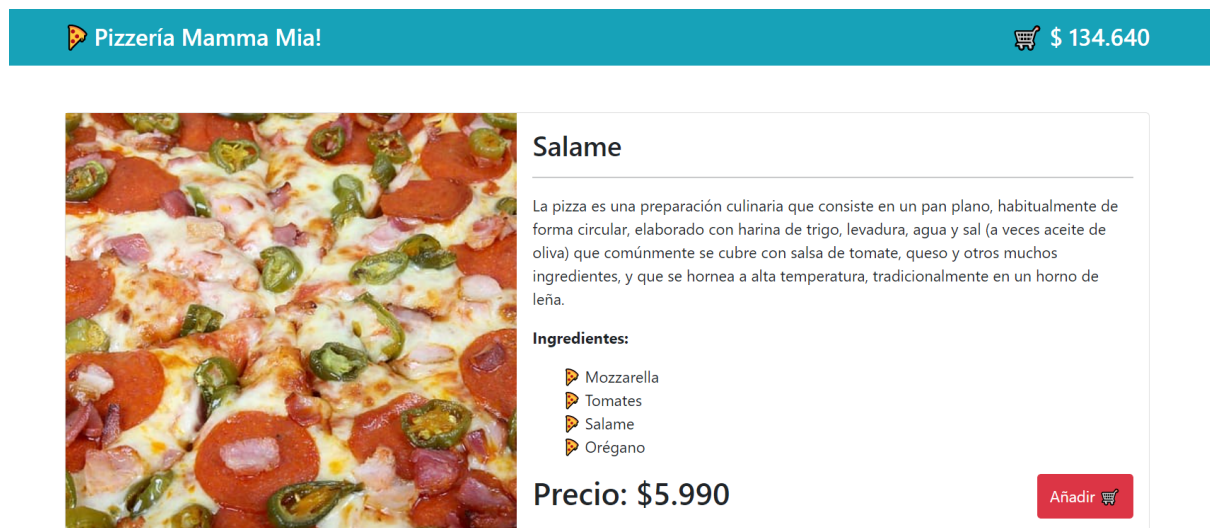 Pizzería Mamma Mia!
$ 134.640
Salame
La pizza es una preparación culinaria que consiste en un pan plano, habitualmente de
forma circular, elaborado con harina de trigo, levadura, agua y sal (a veces aceite de
oliva) que comúnmente se cubre con salsa de tomate, queso y otros muchos
ingredientes, y que se hornea a alta temperatura, tradicionalmente en un horno de
leña.
Ingredientes:
Mozzarella
Tomates
Salame
Orégano
Precio: $5.990
Añadir